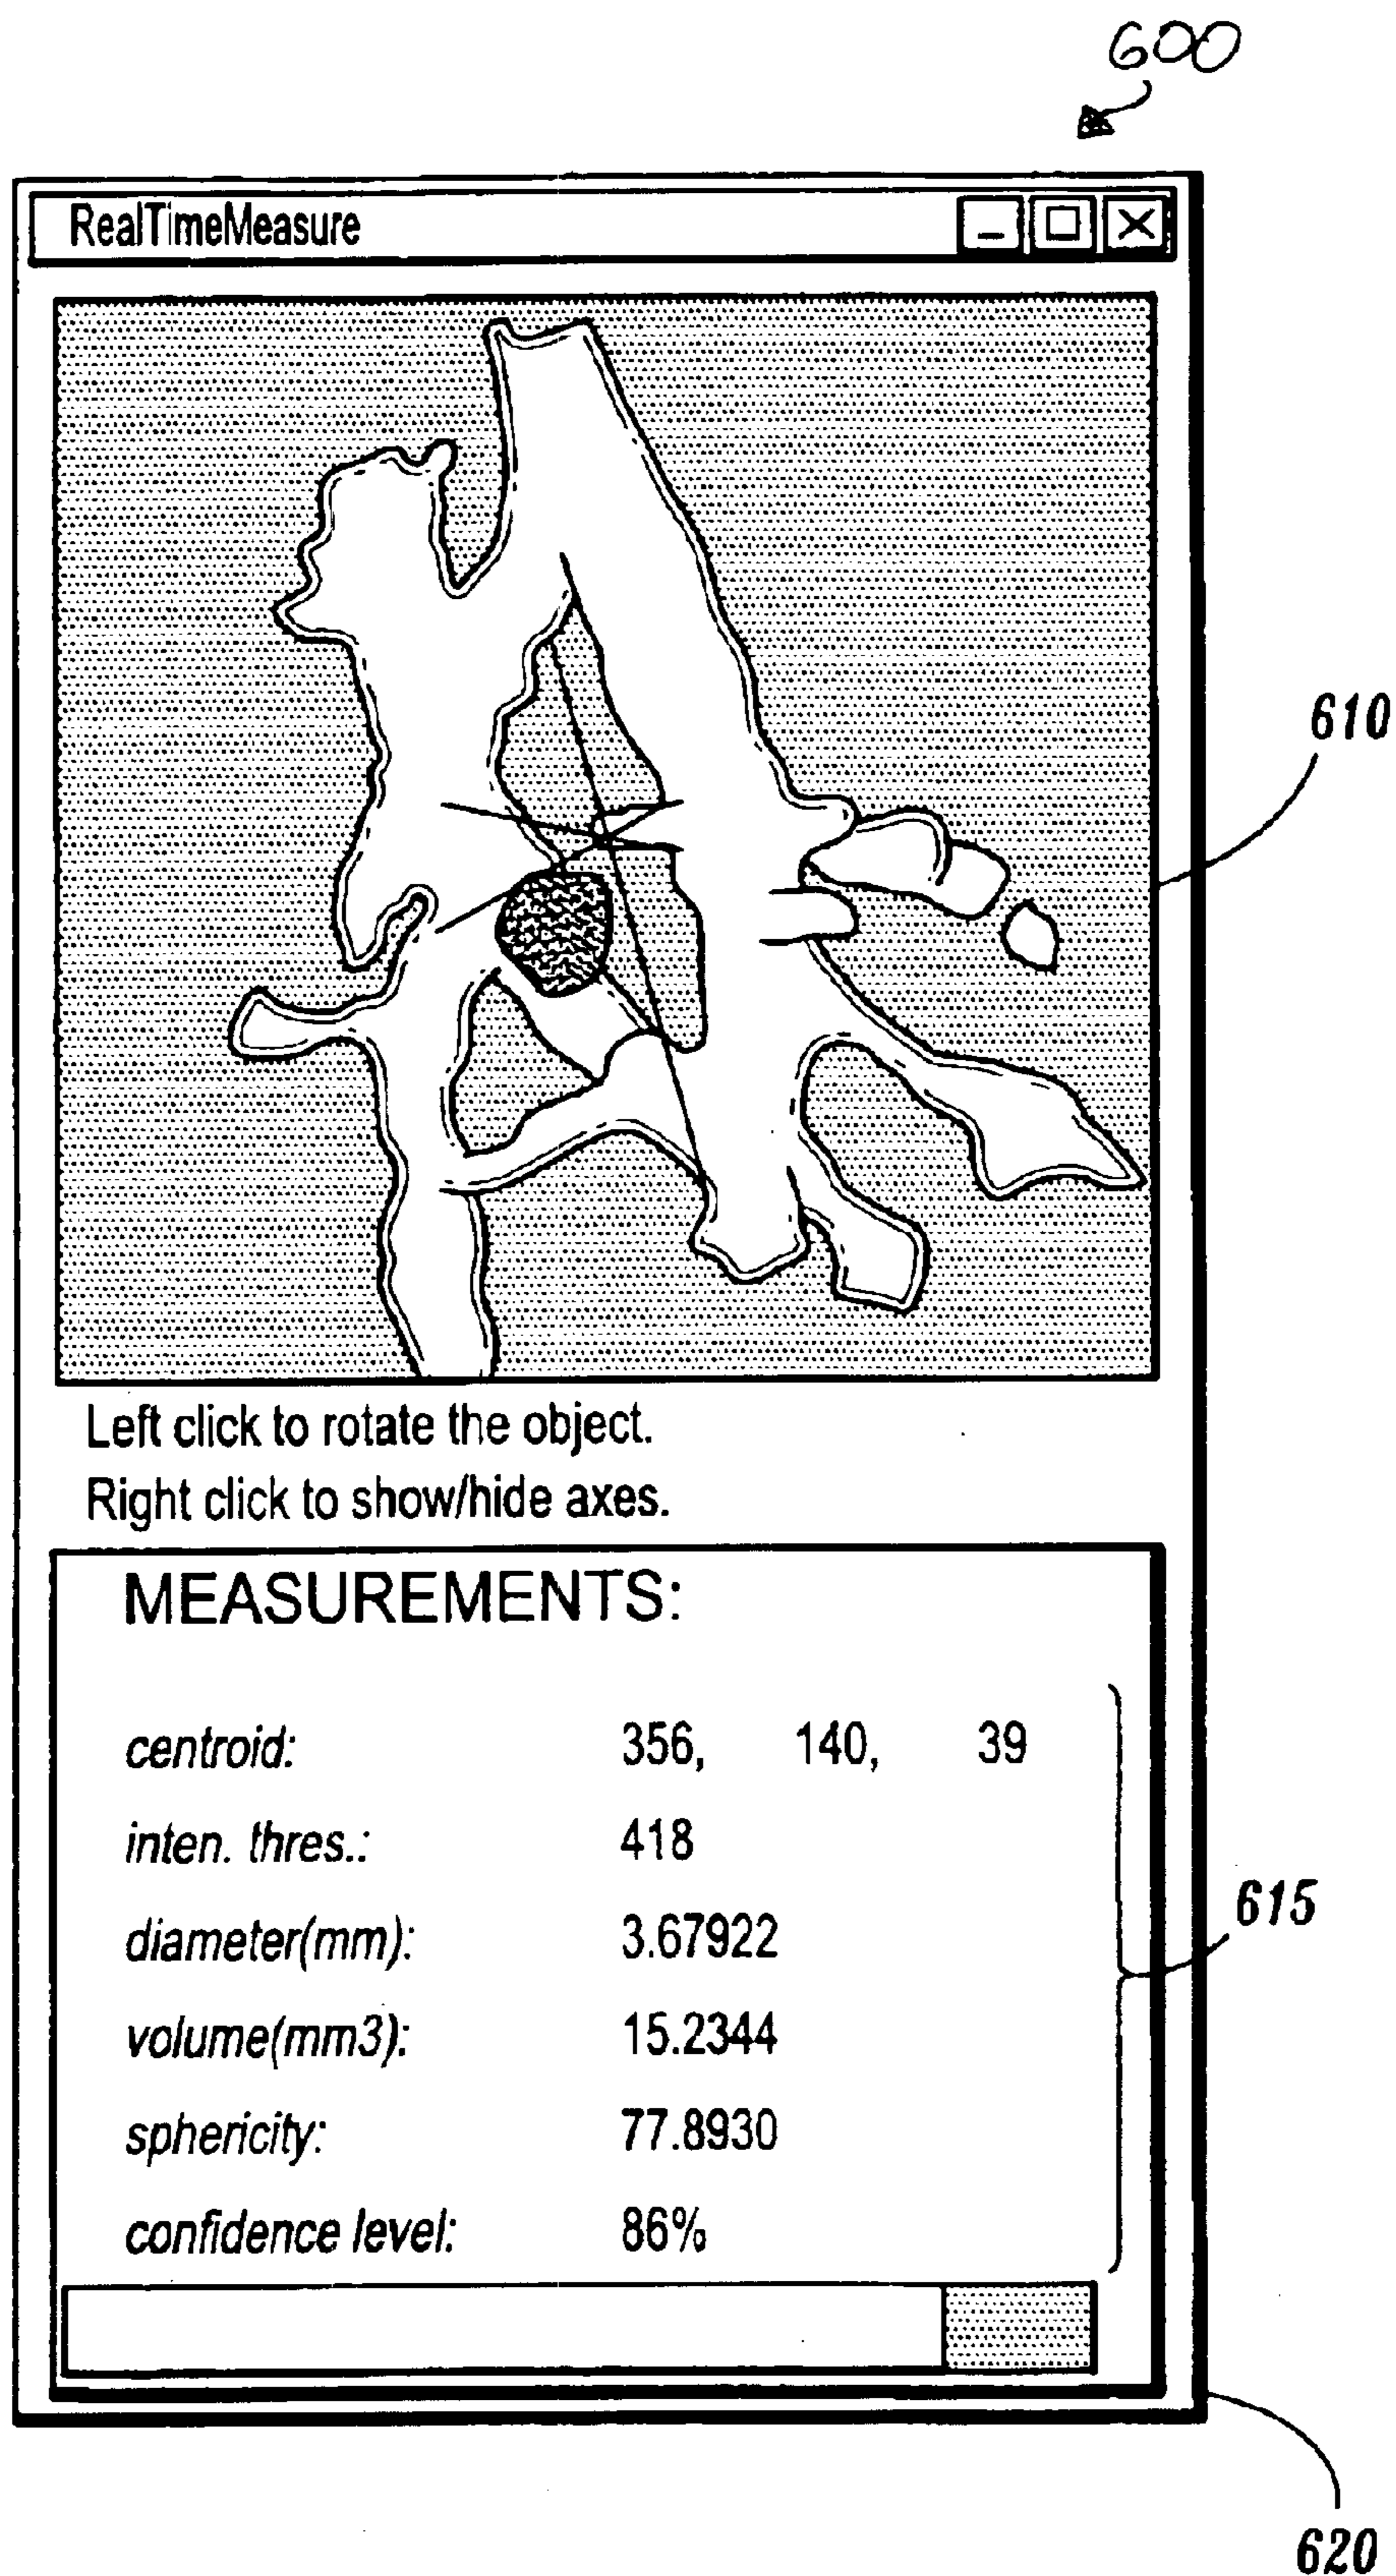 600
RealTimeMeasure
610
Left click to rotate the object.
Right click to show/hide axes.
MEASUREMENTS:
centroid: 356, 140, 39
inten. thres.: 418
diameter(mm): 3.67922
volume(mm3): 15.2344
sphericity: 77.8930
confidence level: 86%
615
620